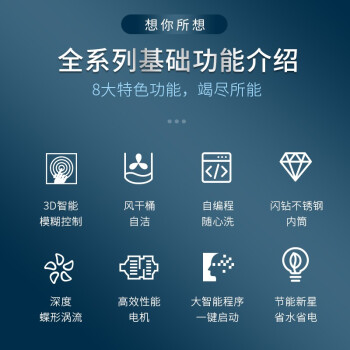 想你所想
全系列基础功能介绍
8大特色功能，竭尽所能
3D智能
模糊控制
风干桶
自洁
自编程
随心洗
闪钻不锈钢
内筒
深度
蝶形涡流
高效性能
电机
大智能程序
一键启动
节能新星
省水省电